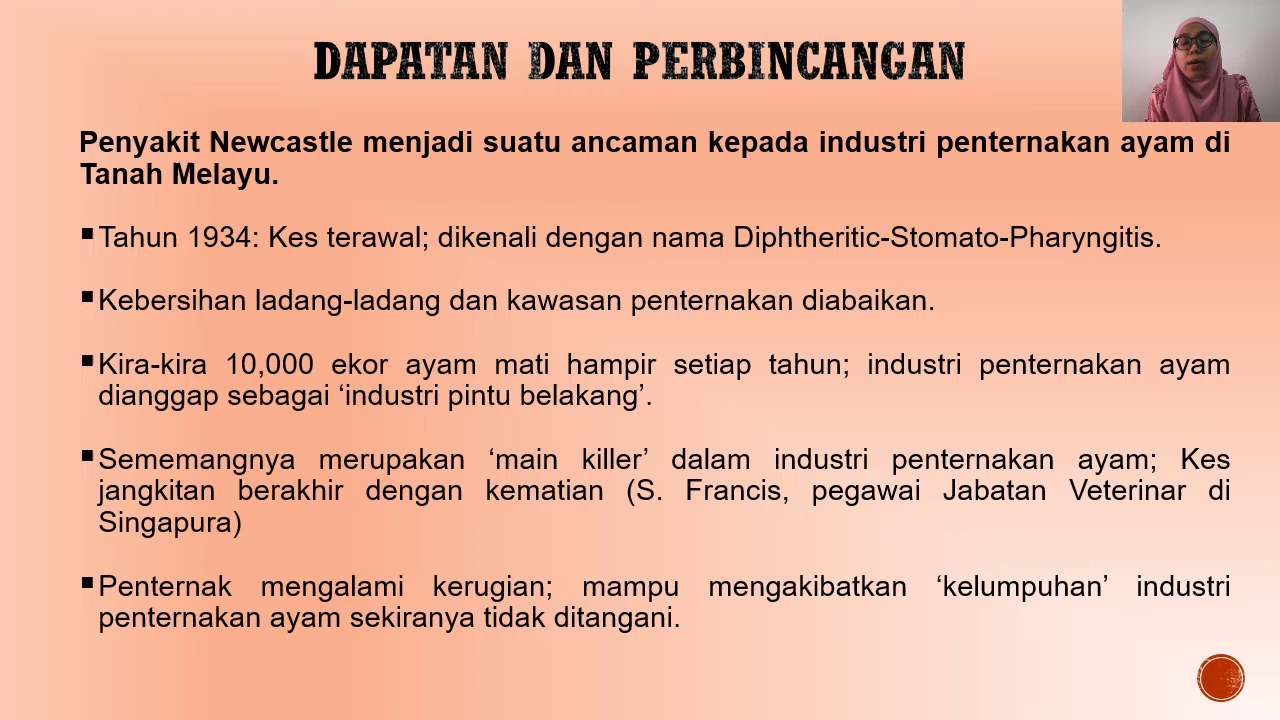 DAPATAN DAN PERBINCANGAN
Penyakit Newcastle menjadi suatu ancaman kepada industri penternakan ayam di
Tanah Melayu.
▪Tahun 1934: Kes terawal; dikenali dengan nama Diphtheritic-Stomato-Pharyngitis.
▪Kebersihan ladang-ladang dan kawasan penternakan diabaikan.
▪Kira-kira 10,000 ekor ayam mati hampir setiap tahun; industri penternakan ayam
dianggap sebagai ‘industri pintu belakang’.
▪Sememangnya merupakan ‘main killer’ dalam industri penternakan ayam; Kes
jangkitan berakhir dengan kematian (S. Francis, pegawai Jabatan Veterinar di
Singapura)
▪Penternak mengalami kerugian; mampu mengakibatkan ‘kelumpuhan’ industri
penternakan ayam sekiranya tidak ditangani.